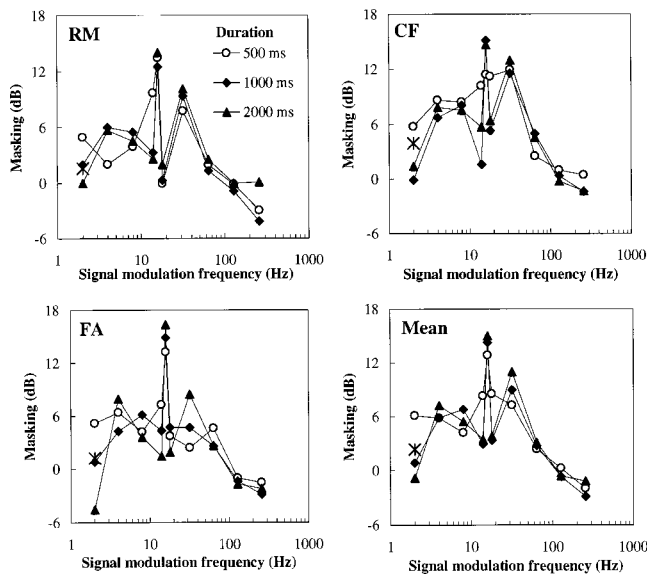 RM
Duration
500 ms
1000 ms
2000 ms
18
12
6
0
-6
Masking (dB)
1 10 100 1000
Signal modulation frequency (Hz)
CF
18
12
6
0
-6
Masking (dB)
1 10 100 1000
Signal modulation frequency (Hz)
FA
18
12
6
0
-6
Masking (dB)
1 10 100 1000
Signal modulation frequency (Hz)
Mean
18
12
6
0
-6
Masking (dB)
1 10 100 1000
Signal modulation frequency (Hz)